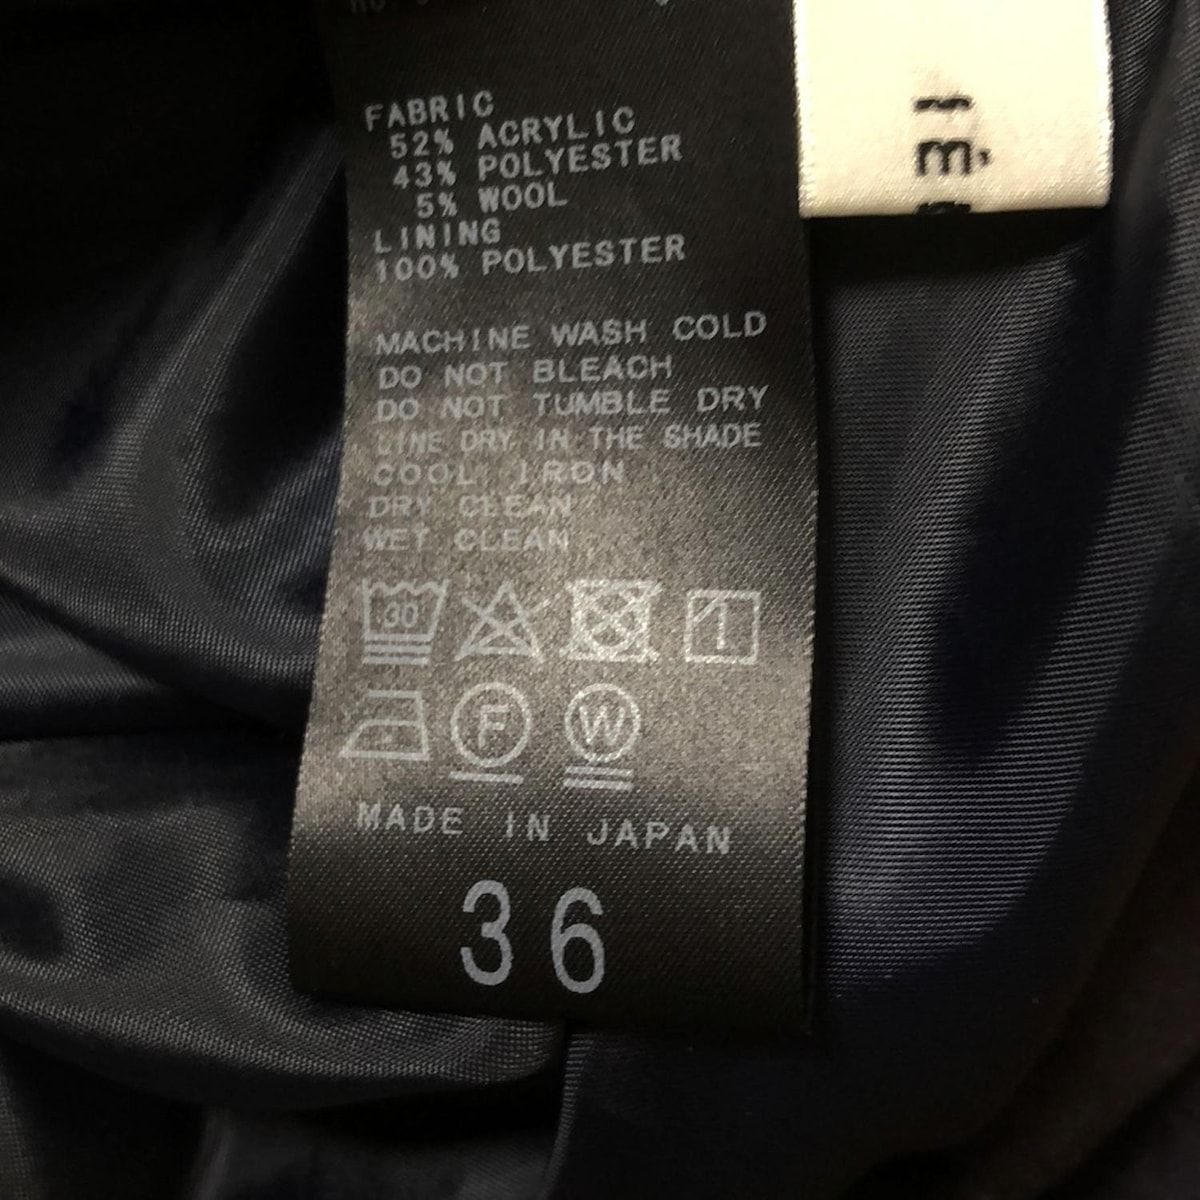 FABRIC
52% ACRYLIC
43% POLYESTER
5% WOOL
LINING
100% POLYESTER
MACHINE WASH COLD
DO NOT BLEACH
DO NOT TUMBLE DRY
LINE DRY IN THE SHADE
COOL IRON
DRY CLEAN
WET CLEAN
30
F W
MADE IN JAPAN
36